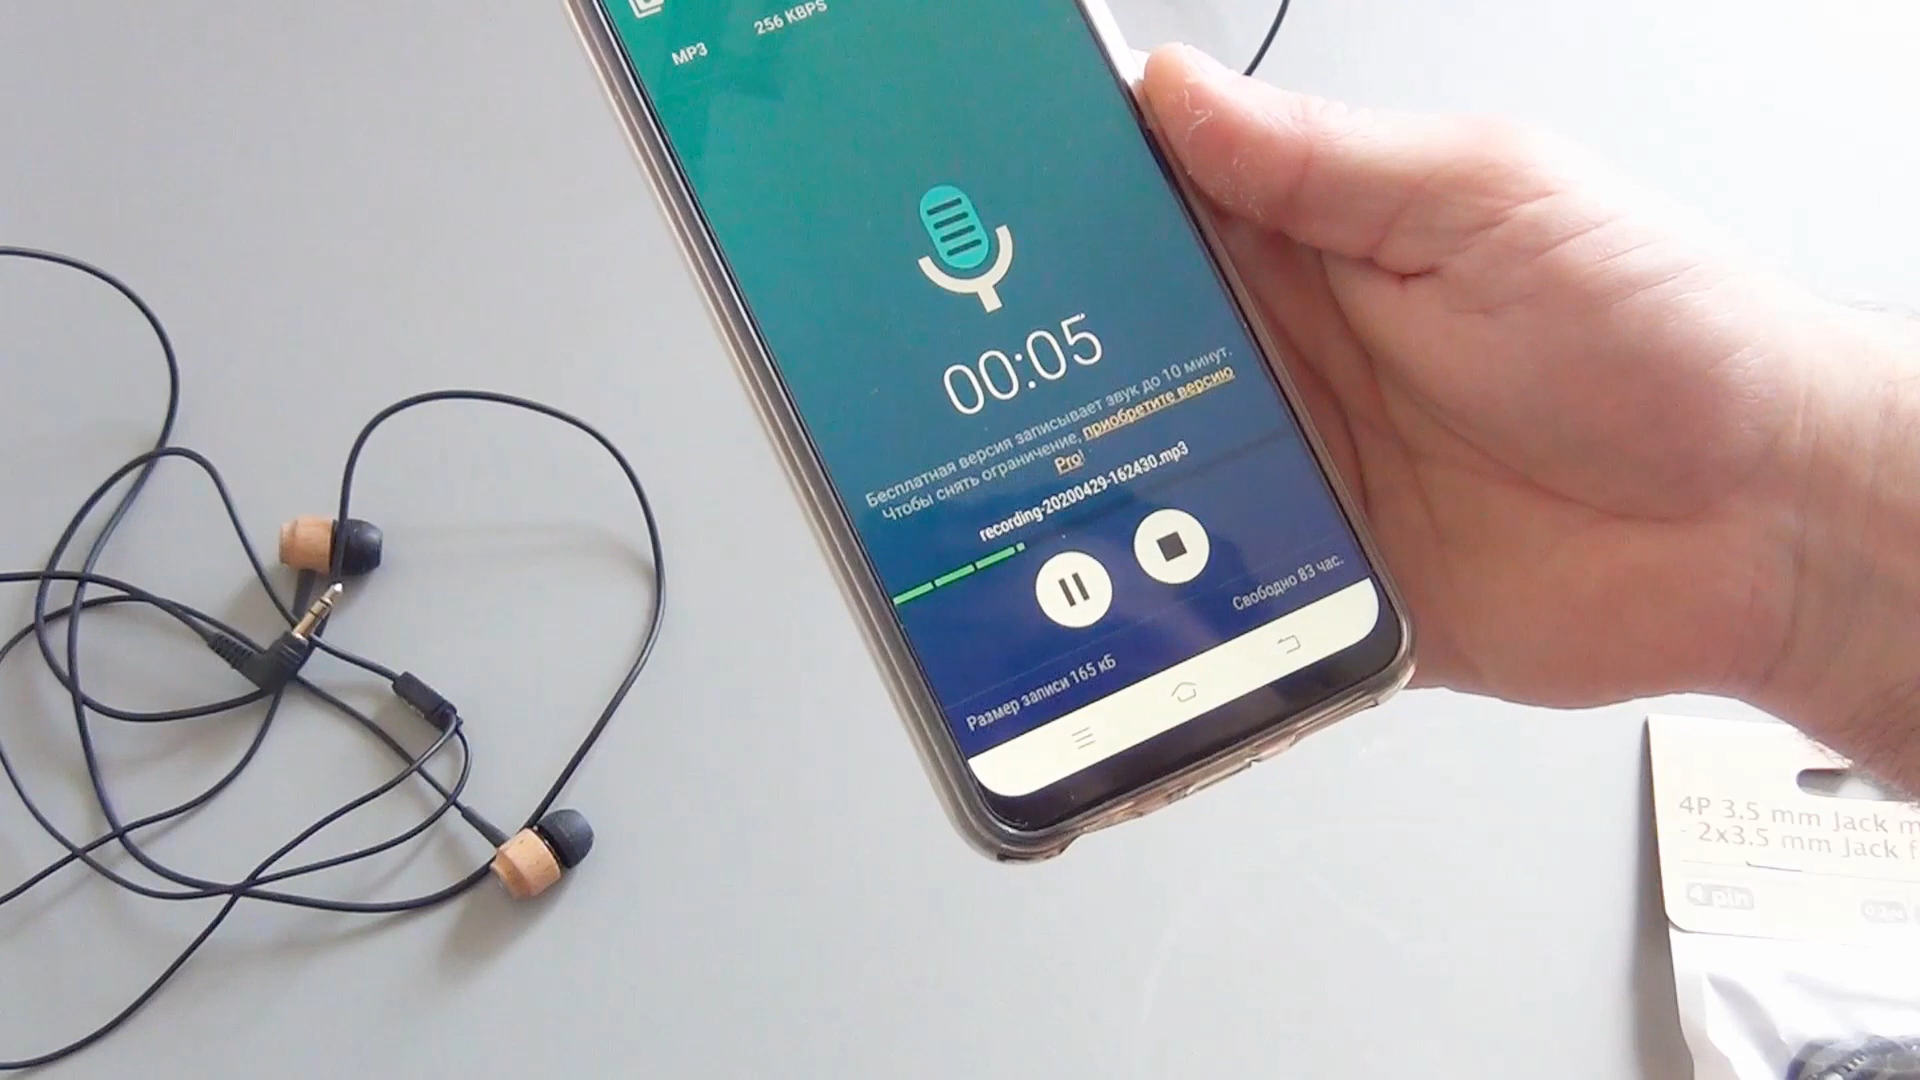 256 KBPS
MP3
00:05
Бесплатная версия записывает звук до 10 минут.
Чтобы снять ограничение, приобретите версию
Pro!
recording-20200429-162430.mp3
Свободно 83 час.
Размер записи 165 кБ
4P 3.5 mm Jack m
- 2x3.5 mm Jack f
4 pin